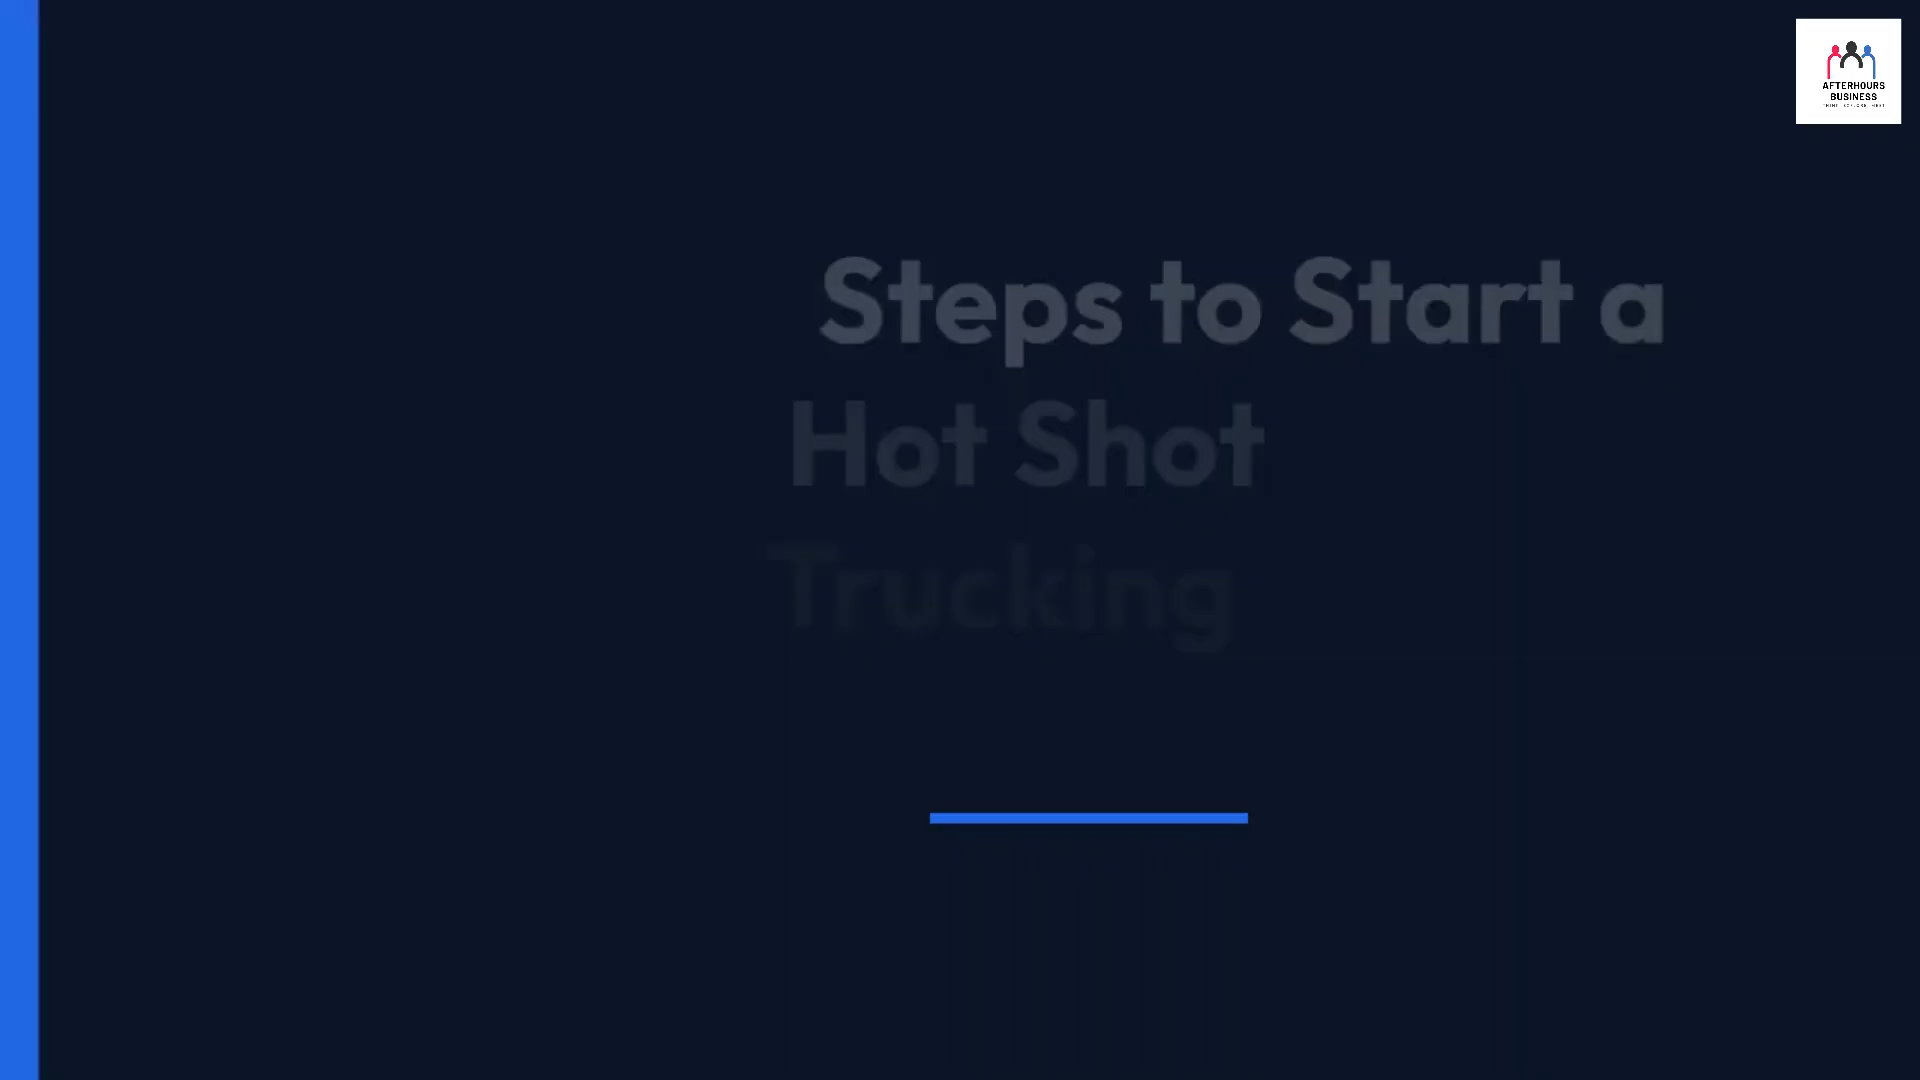 AFTERHOURS
BUSINESS
Steps to Start a
Hot Shot
Trucking